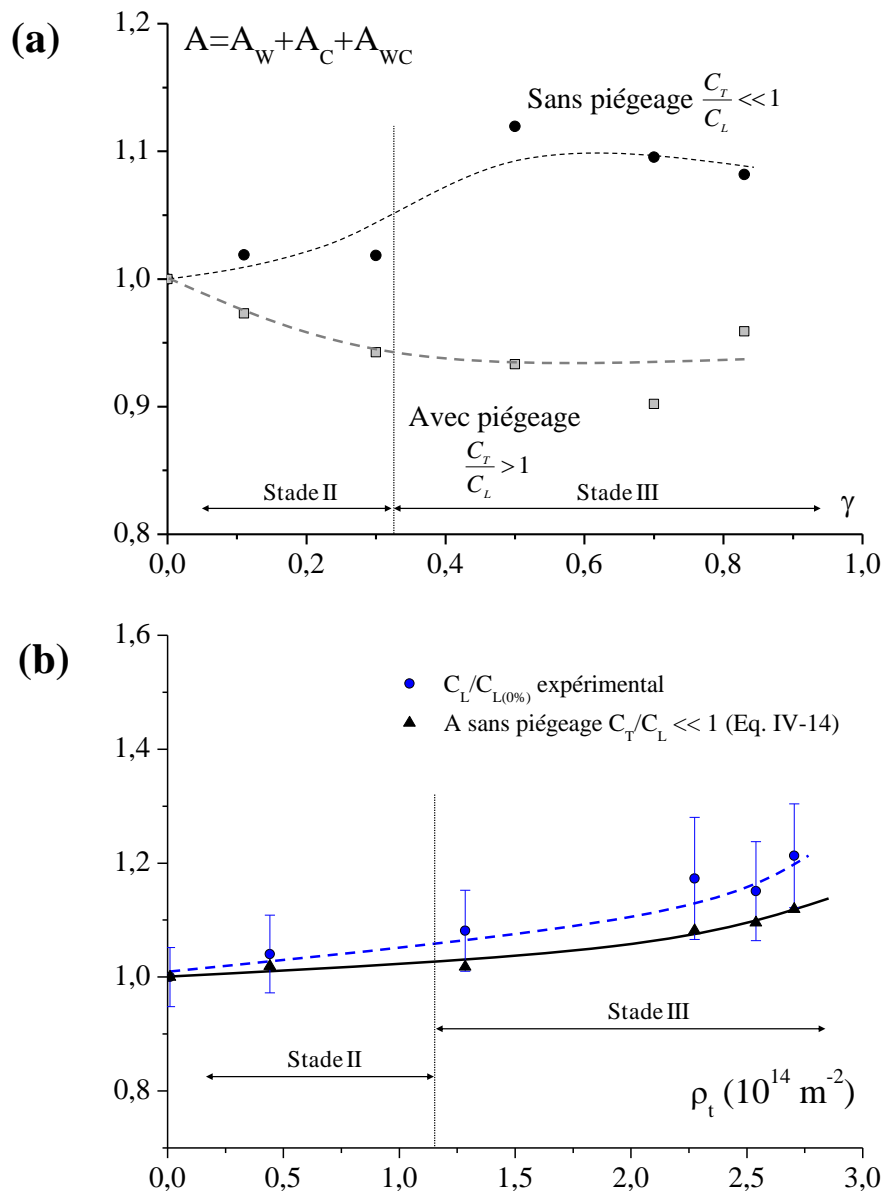 (a)
A=A_W+A_C+A_WC
1,2
1,1
1,0
0,9
0,8
Sans piégeage C_T/C_L <<1
Avec piégeage
C_T/C_L >1
Stade II
Stade III
γ
0,0 0,2 0,4 0,6 0,8 1,0
(b)
1,6
1,4
1,2
1,0
0,8
C_L/C_L(0%) expérimental
A sans piégeage C_T/C_L << 1 (Eq. IV-14)
Stade III
Stade II
ρ_t (10^14 m^-2)
0,0 0,5 1,0 1,5 2,0 2,5 3,0